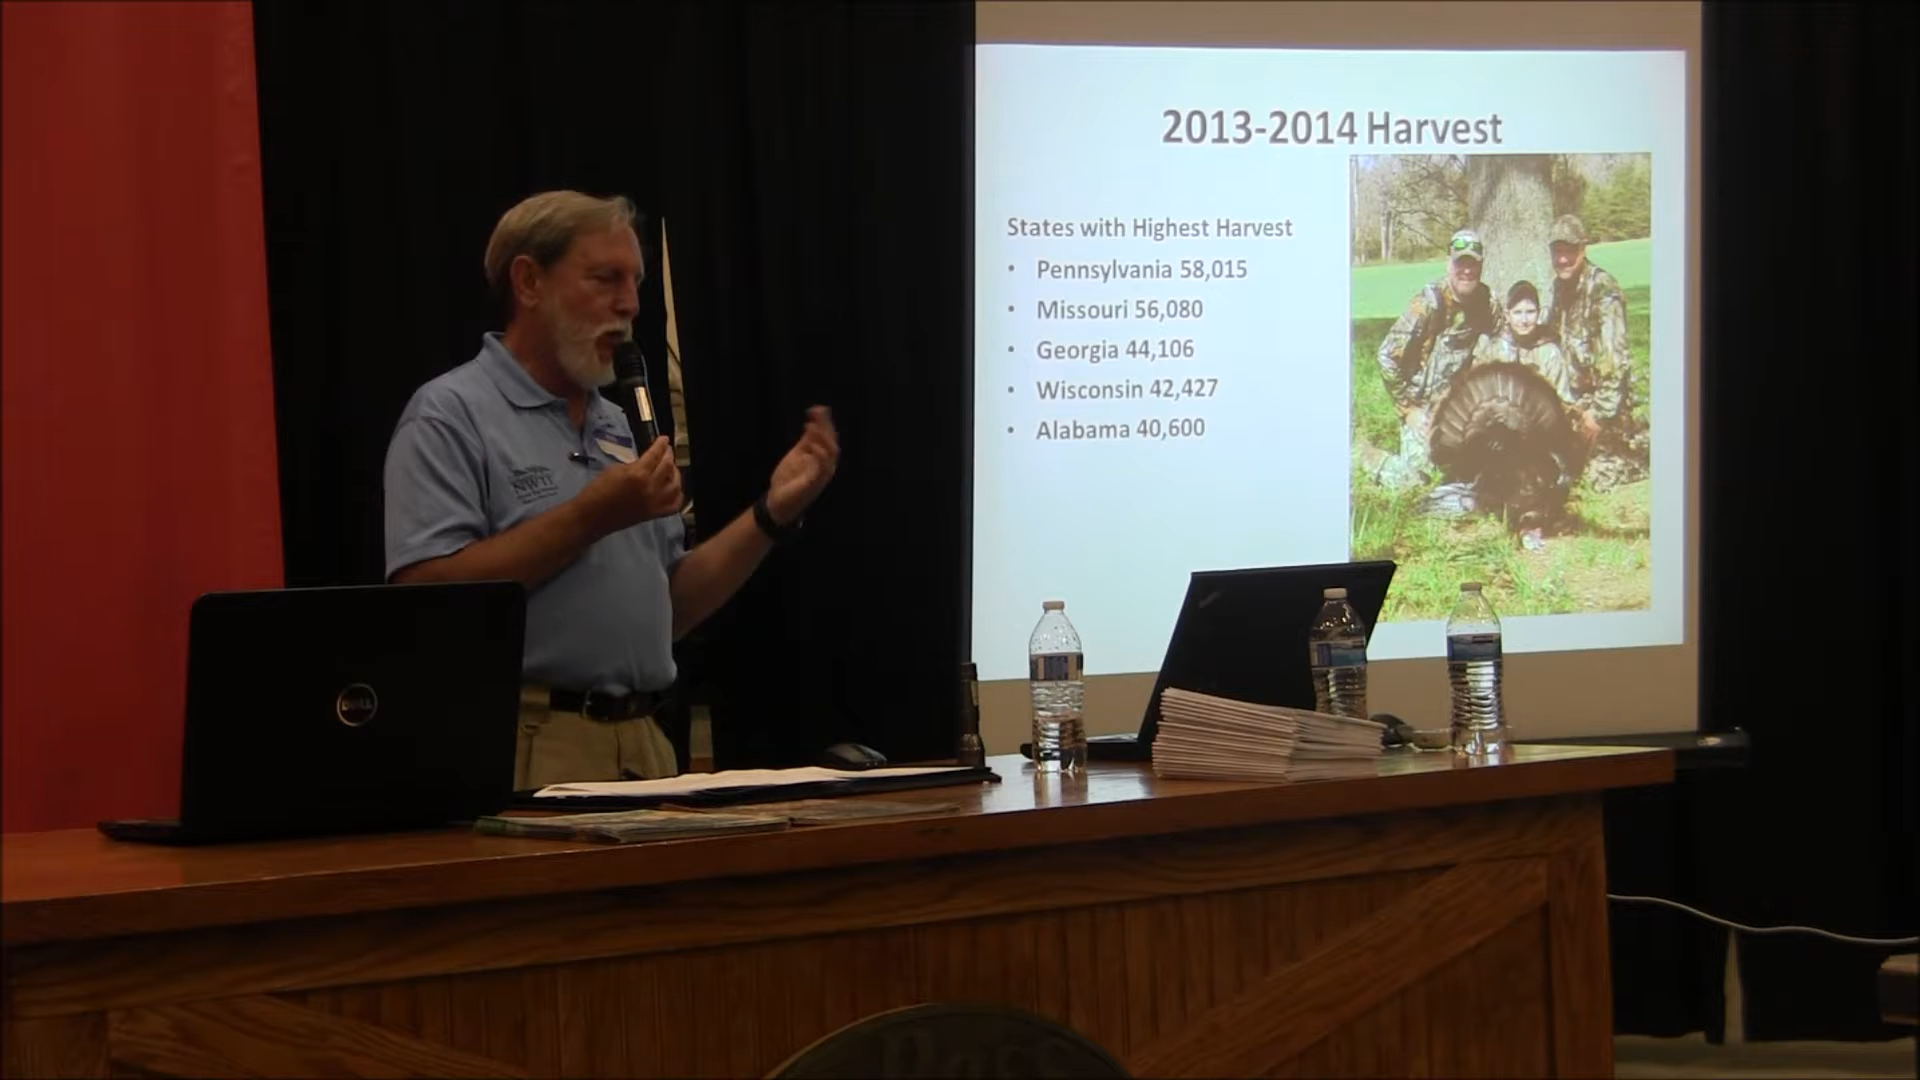 2013-2014 Harvest
States with Highest Harvest
• Pennsylvania 58,015
• Missouri 56,080
• Georgia 44,106
• Wisconsin 42,427
• Alabama 40,600
NWTF
DELL